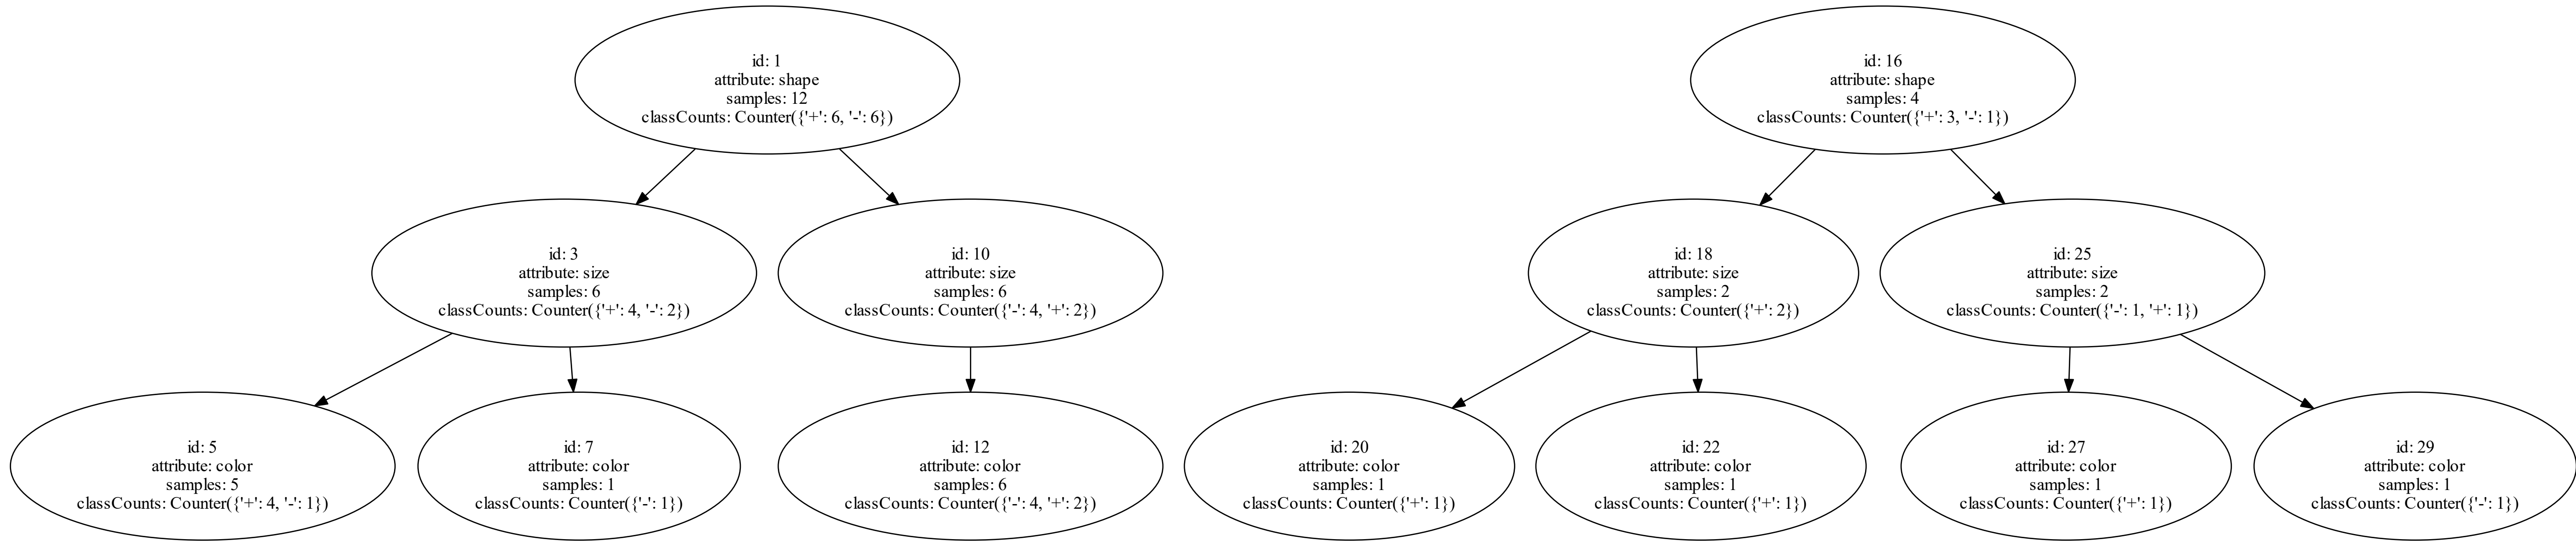 id: 1
attribute: shape
samples: 12
classCounts: Counter({'+': 6, '-': 6})
id: 16
attribute: shape
samples: 4
classCounts: Counter({'+': 3, '-': 1})
id: 3
attribute: size
samples: 6
classCounts: Counter({'+': 4, '-': 2})
id: 10
attribute: size
samples: 6
classCounts: Counter({'-': 4, '+': 2})
id: 18
attribute: size
samples: 2
classCounts: Counter({'+': 2})
id: 25
attribute: size
samples: 2
classCounts: Counter({'-': 1, '+': 1})
id: 5
attribute: color
samples: 5
classCounts: Counter({'+': 4, '-': 1})
id: 7
attribute: color
samples: 1
classCounts: Counter({'-': 1})
id: 12
attribute: color
samples: 6
classCounts: Counter({'-': 4, '+': 2})
id: 20
attribute: color
samples: 1
classCounts: Counter({'+': 1})
id: 22
attribute: color
samples: 1
classCounts: Counter({'+': 1})
id: 27
attribute: color
samples: 1
classCounts: Counter({'+': 1})
id: 29
attribute: color
samples: 1
classCounts: Counter({'-': 1})